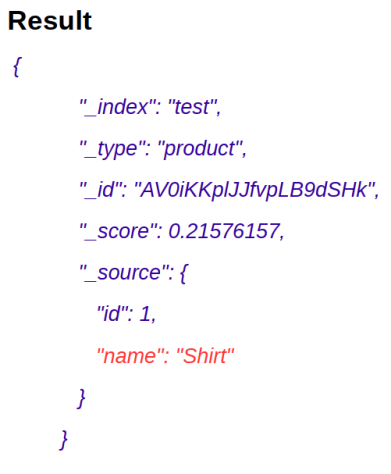 Result
{
"_index": "test",
"_type": "product",
"_id": "AV0iKKplJJfvpLB9dSHk",
"_score": 0.21576157,
"_source": {
"id": 1,
"name": "Shirt"
}
}